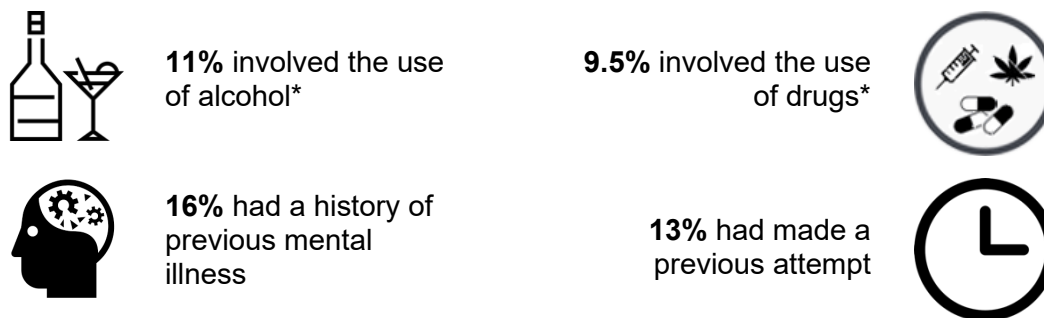 11% involved the use
of alcohol*
9.5% involved the use
of drugs*
16% had a history of
previous mental
illness
13% had made a
previous attempt